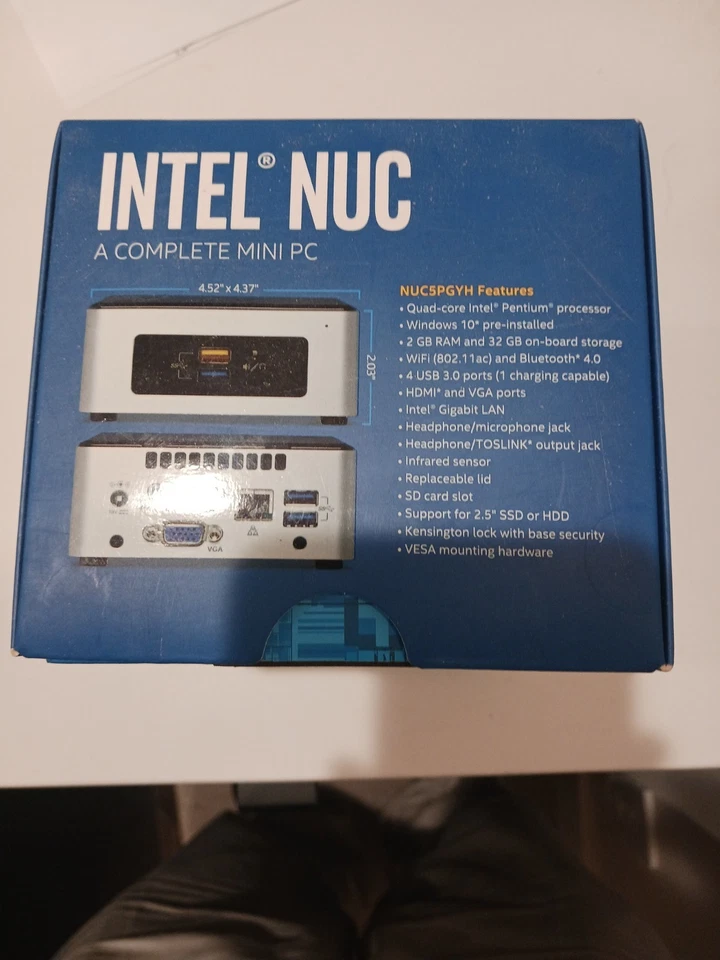 INTEL® NUC
A COMPLETE MINI PC
4.52" x 4.37"
2.03"
VGA
NUC5PGYH Features
• Quad-core Intel® Pentium® processor
• Windows 10* pre-installed
• 2 GB RAM and 32 GB on-board storage
• WiFi (802.11ac) and Bluetooth* 4.0
• 4 USB 3.0 ports (1 charging capable)
• HDMI* and VGA ports
• Intel® Gigabit LAN
• Headphone/microphone jack
• Headphone/TOSLINK* output jack
• Infrared sensor
• Replaceable lid
• SD card slot
• Support for 2.5" SSD or HDD
• Kensington lock with base security
• VESA mounting hardware